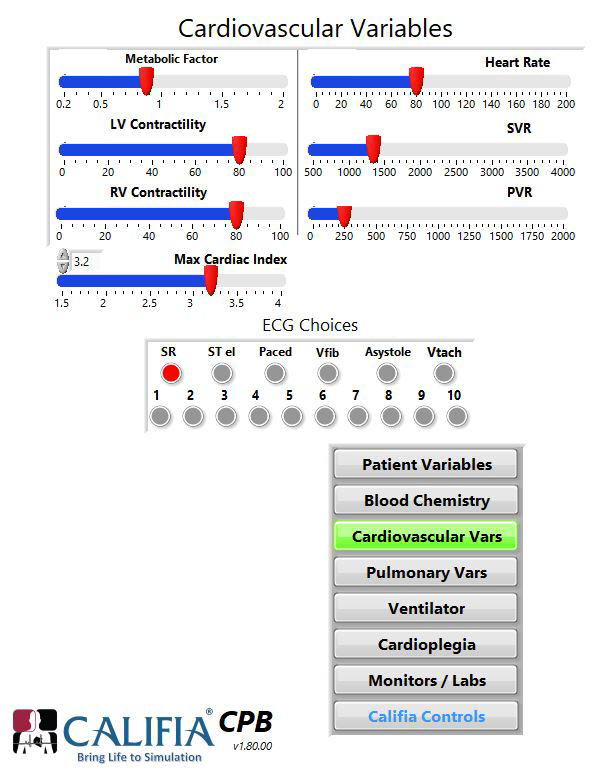 Cardiovascular Variables
Metabolic Factor
0.2 0.5 1 1.5 2
LV Contractility
0 20 40 60 80 100
RV Contractility
0 20 40 60 80 100
3.2 Max Cardiac Index
1.5 2 2.5 3 3.5 4
Heart Rate
0 20 40 60 80 100 120 140 160 180 200
SVR
500 1000 1500 2000 2500 3000 3500 4000
PVR
0 250 500 750 1000 1250 1500 1750 2000
ECG Choices
SR ST el Paced Vfib Asystole Vtach
1 2 3 4 5 6 7 8 9 10
Patient Variables
Blood Chemistry
Cardiovascular Vars
Pulmonary Vars
Ventilator
Cardioplegia
Monitors / Labs
Califia Controls
CALIFIA® CPB
Bring Life to Simulation v1.80.00